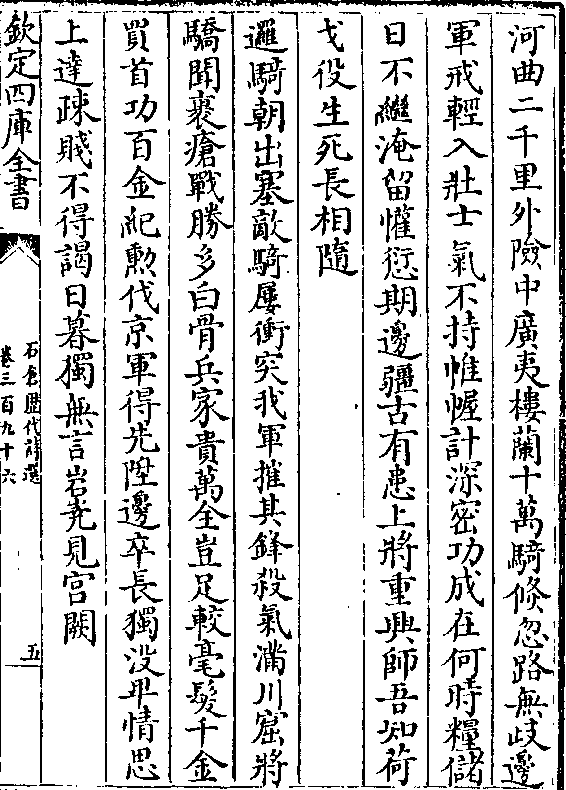 河曲二千里外險中廣夷樓蘭十萬騎倐忽路無歧邊
軍戒輕入壯士氣不持帷幄計深密功成在何時糧儲
日不繼淹留懼愆期邊疆古有患上將重興師吾知荷
戈役生死長相隨
邏騎朝出塞敵騎屢衝突我軍摧其鋒殺氣滿川窟將
驕聞裹瘡戰勝多白骨兵家貴萬全豈足較毫髮千金
買首功百金紀勲代京軍得先陞邊卒長獨没卑情思
上達疎賤不得謁日暮獨無言岩嶤見宫闕
欽定四庫全書
石倉歷代詩選
卷三百九十六
五